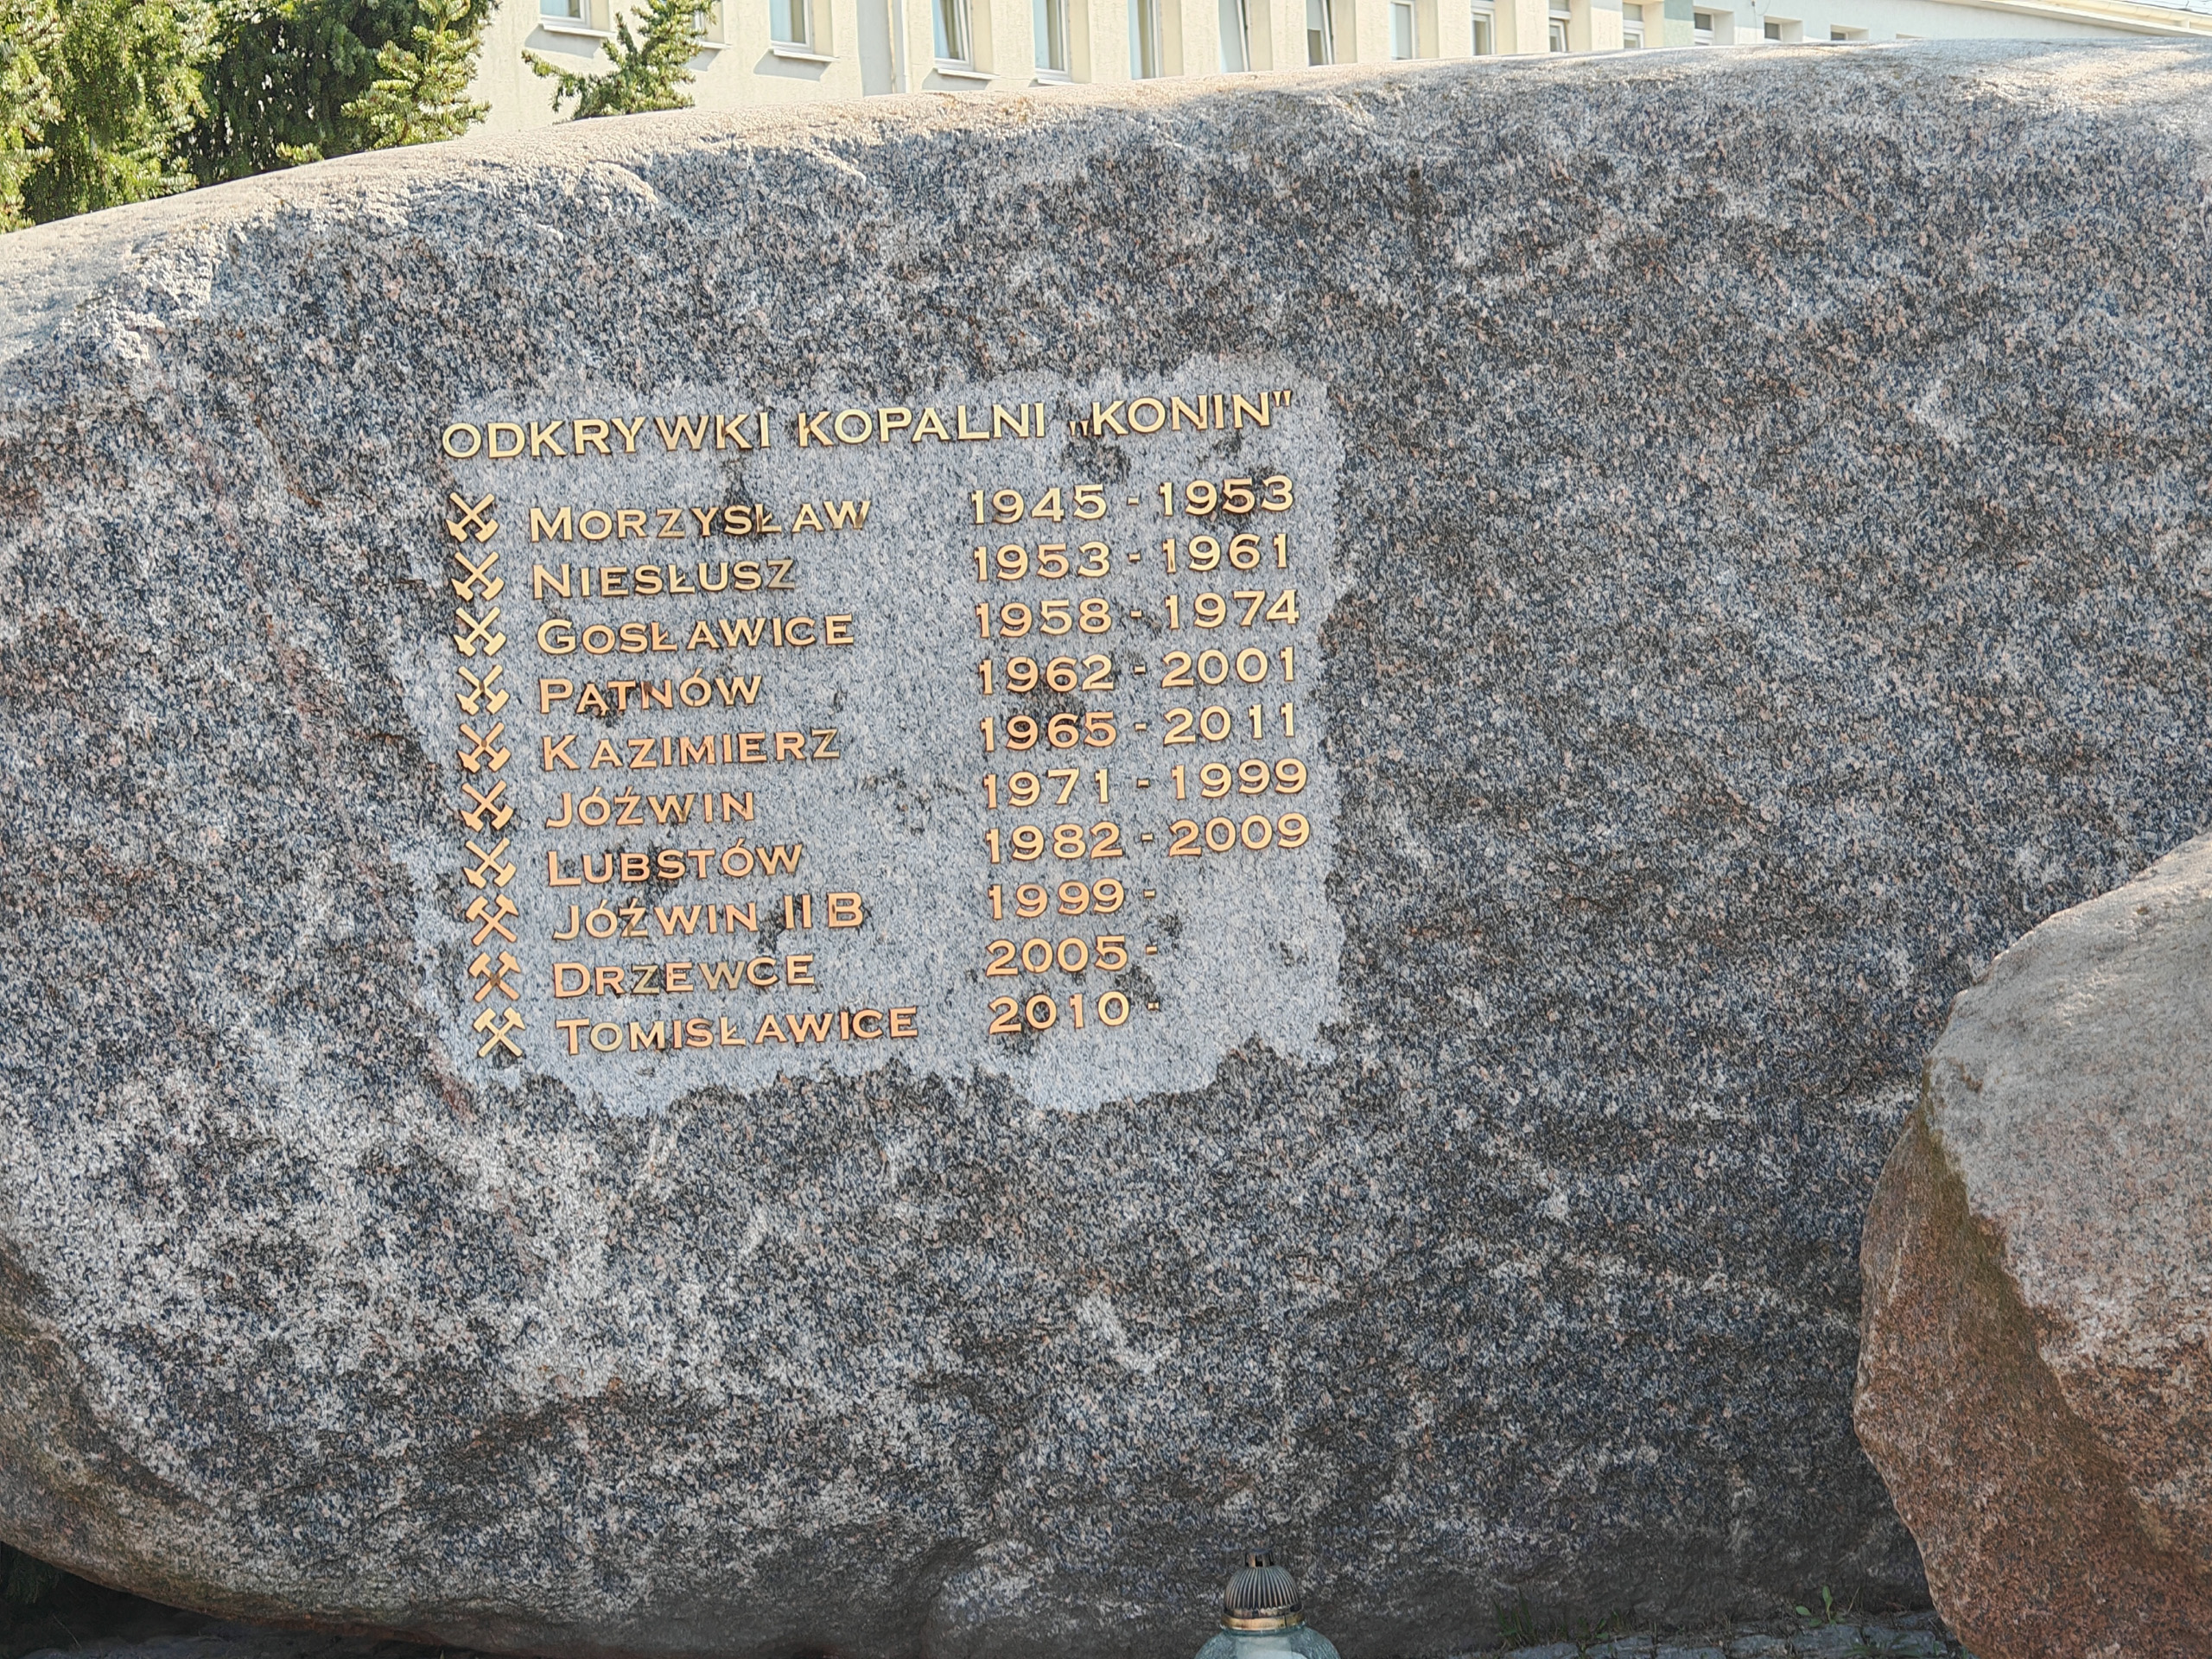 ODKRYWKI KOPALNI „KONIN"
MORZYSŁAW 1945 - 1953
NIESŁUSZ 1953 - 1961
GOSŁAWICE 1958 - 1974
PĄTNÓW 1962 - 2001
KAZIMIERZ 1965 - 2011
JÓŹWIN 1971 - 1999
LUBSTÓW 1982 - 2009
JÓŹWIN II B 1999 -
DRZEWCE 2005 -
TOMISŁAWICE 2010 -